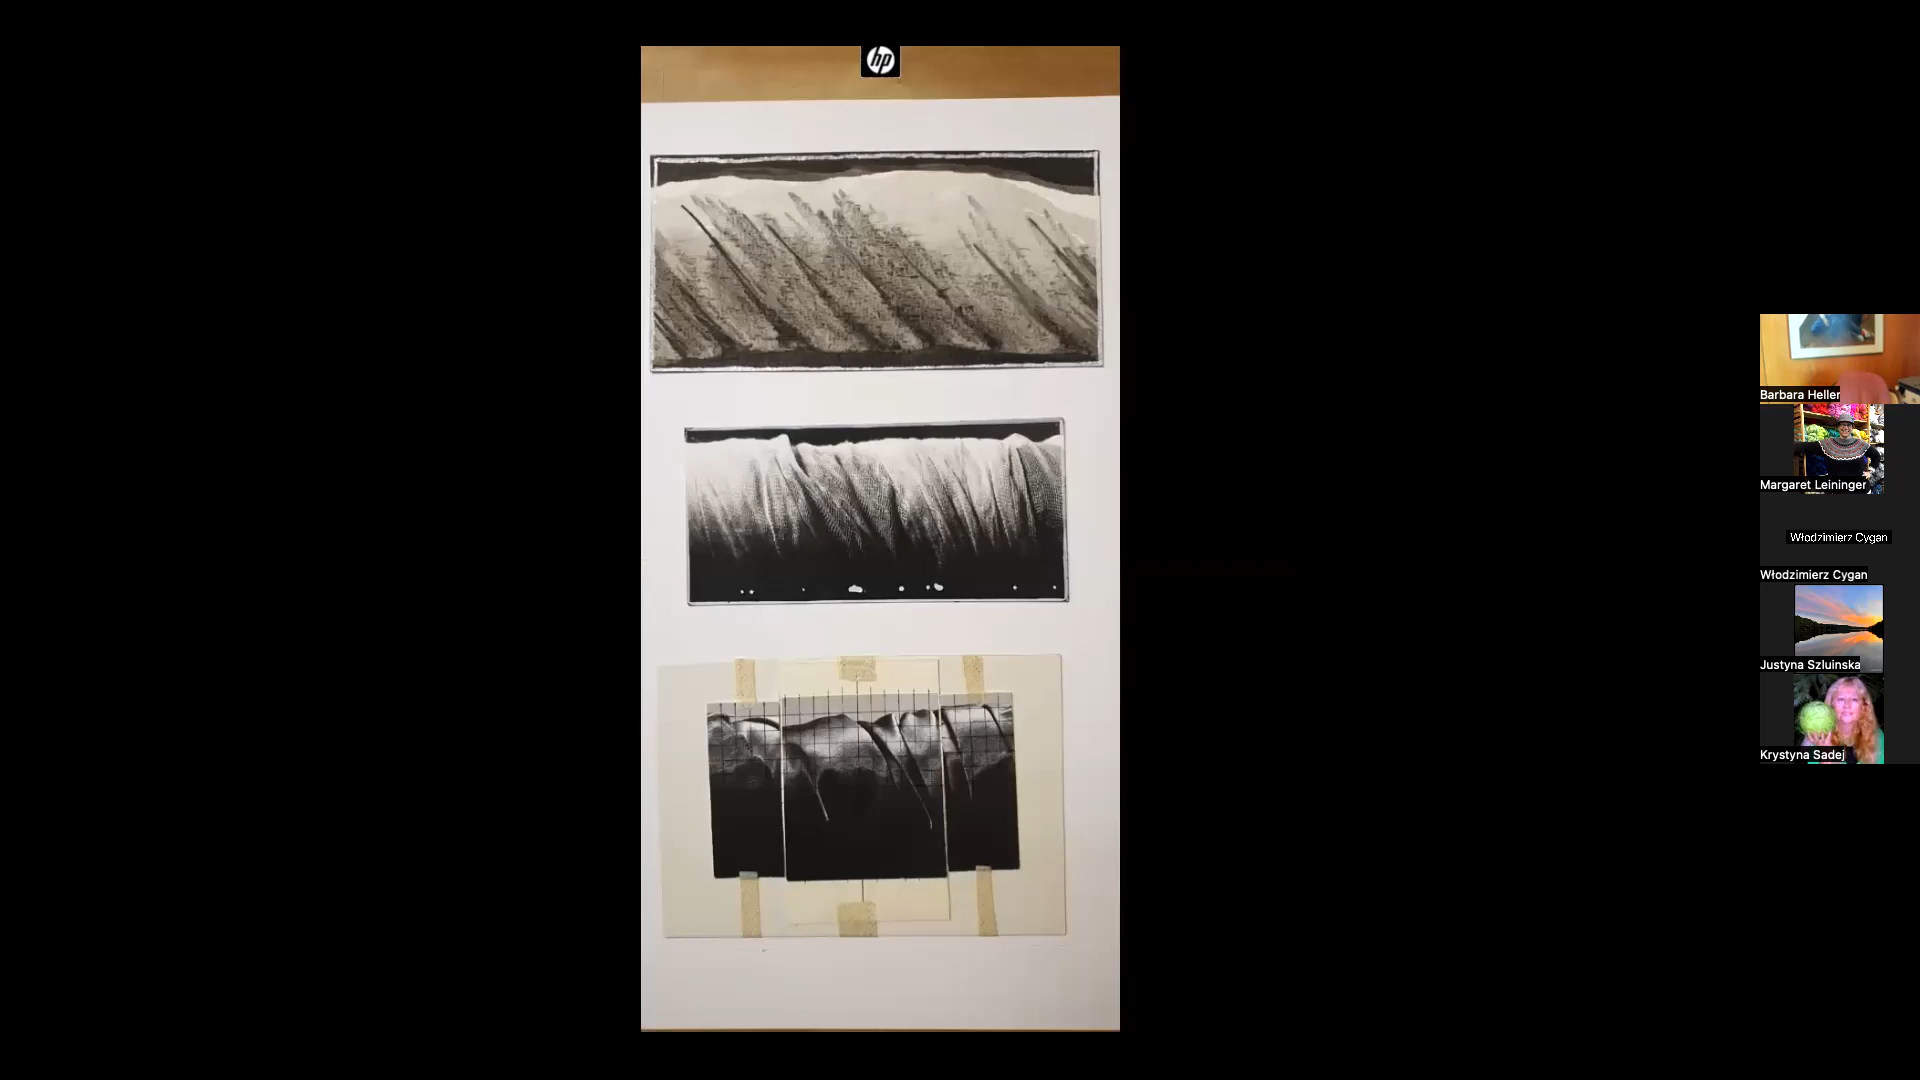 hp
Barbara Heller
Margaret Leininger
Włodzimierz Cygan
Włodzimierz Cygan
Justyna Szluinska
Krystyna Sadej